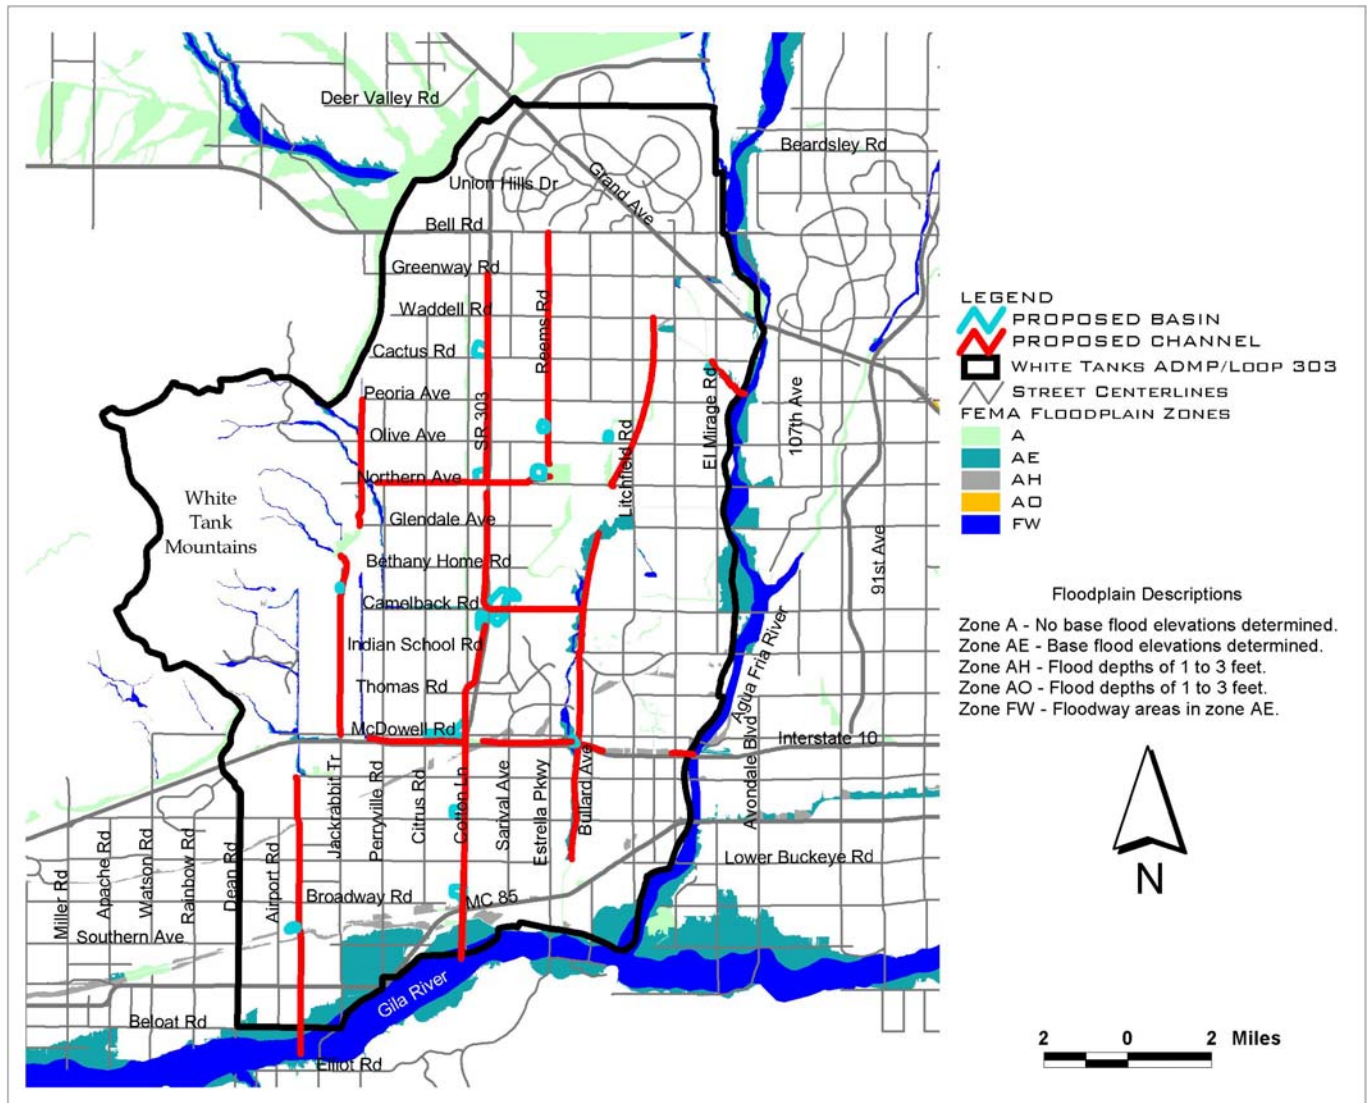 Deer Valley Rd
Beardsley Rd
Union Hills Dr
Grand Ave
Bell Rd
Greenway Rd
Waddell Rd
Reems Rd
Cactus Rd
Peoria Ave
SR 303
Olive Ave
Litchfield Rd
El Mirage Rd
107th Ave
Northern Ave
White
Tank
Mountains
Glendale Ave
91st Ave
Bethany Home Rd
Camelback Rd
Indian School Rd
Agua Fria River
Thomas Rd
McDowell Rd
Interstate 10
Avondale Blvd
Jackrabbit Tr
Perryville Rd
Citrus Rd
Cotton Ln
Sarival Ave
Estrella Pkwy
Bullard Ave
Lower Buckeye Rd
Miller Rd
Apache Rd
Watson Rd
Rainbow Rd
Dean Rd
Airport Rd
Broadway Rd
MC 85
Southern Ave
Gila River
Beloat Rd
Elliot Rd
LEGEND
PROPOSED BASIN
PROPOSED CHANNEL
WHITE TANKS ADMP/LOOP 303
STREET CENTERLINES
FEMA FLOODPLAIN ZONES
A
AE
AH
AO
FW
Floodplain Descriptions
Zone A - No base flood elevations determined.
Zone AE - Base flood elevations determined.
Zone AH - Flood depths of 1 to 3 feet.
Zone AO - Flood depths of 1 to 3 feet.
Zone FW - Floodway areas in zone AE.
N
2 0 2 Miles